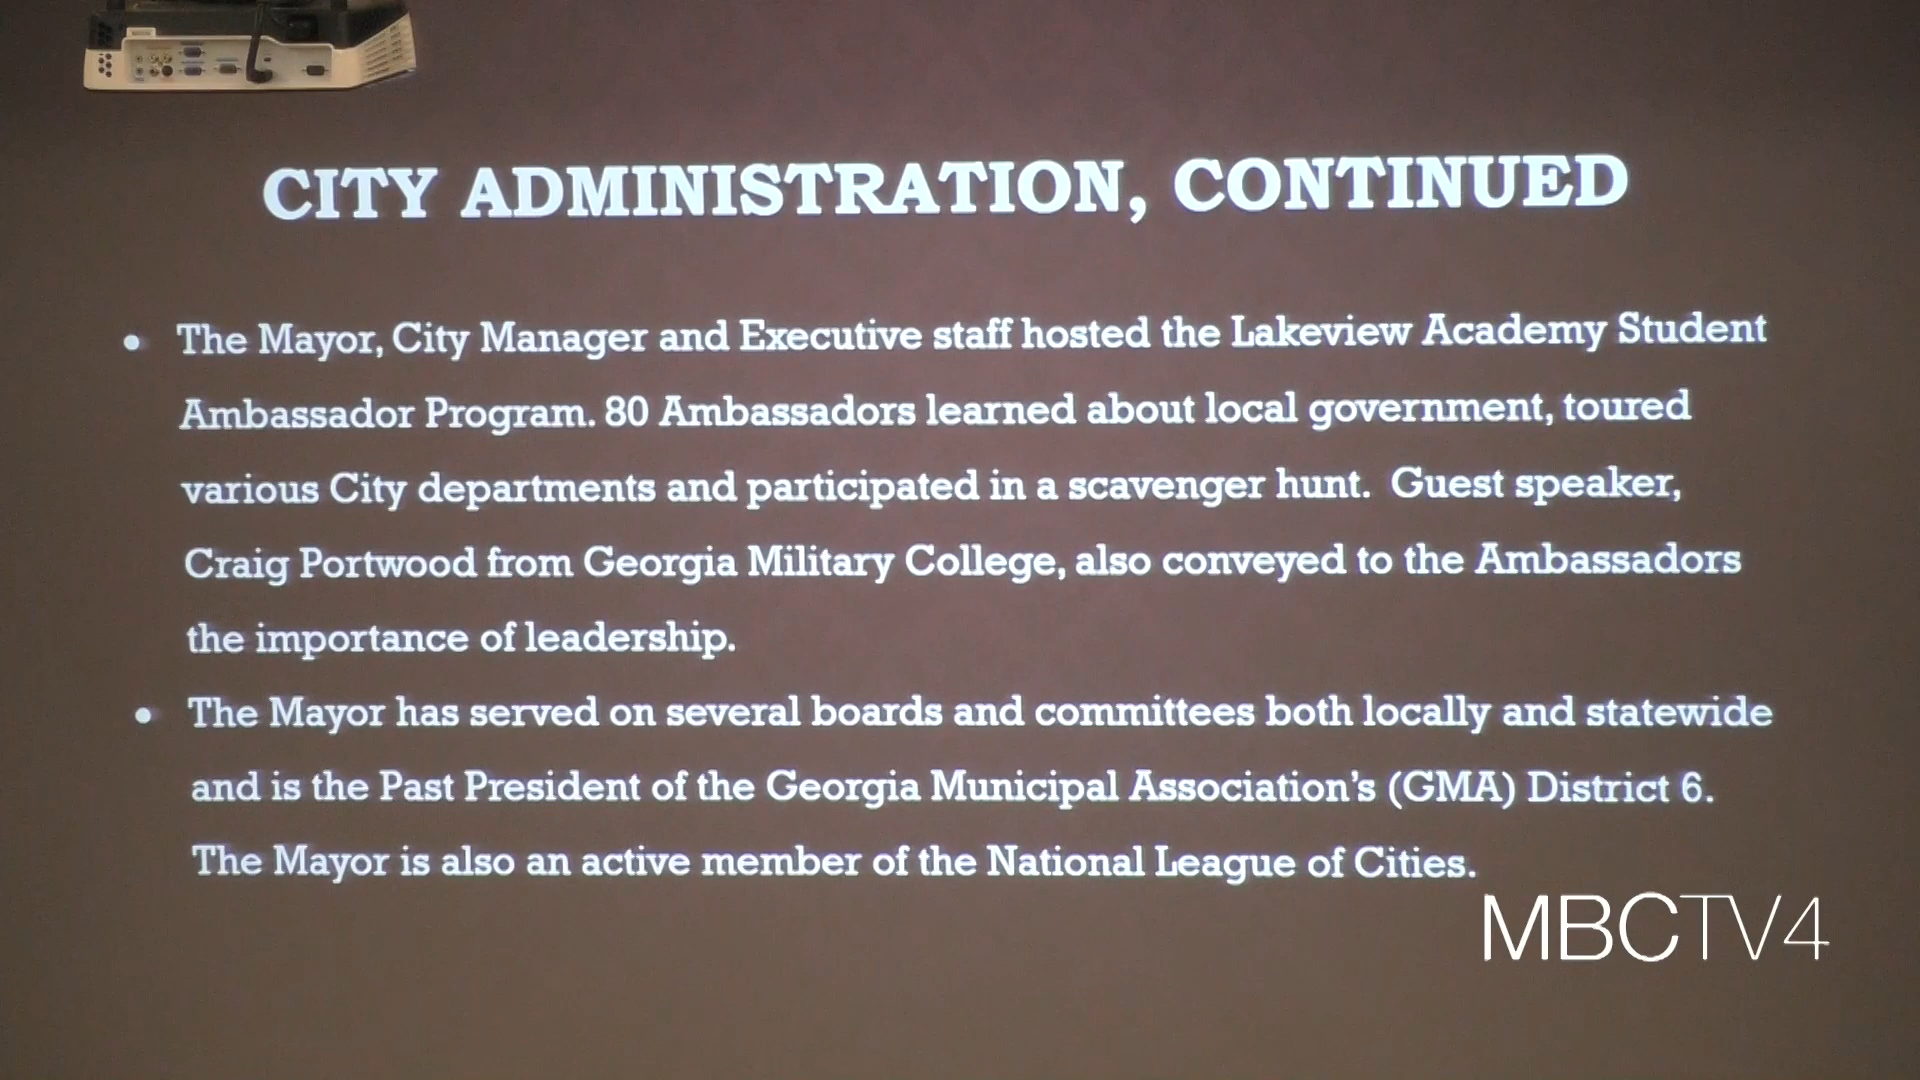 CITY ADMINISTRATION, CONTINUED
• The Mayor, City Manager and Executive staff hosted the Lakeview Academy Student
Ambassador Program. 80 Ambassadors learned about local government, toured
various City departments and participated in a scavenger hunt.  Guest speaker,
Craig Portwood from Georgia Military College, also conveyed to the Ambassadors
the importance of leadership.
• The Mayor has served on several boards and committees both locally and statewide
and is the Past President of the Georgia Municipal Association’s (GMA) District 6.
The Mayor is also an active member of the National League of Cities.
MBCTV4